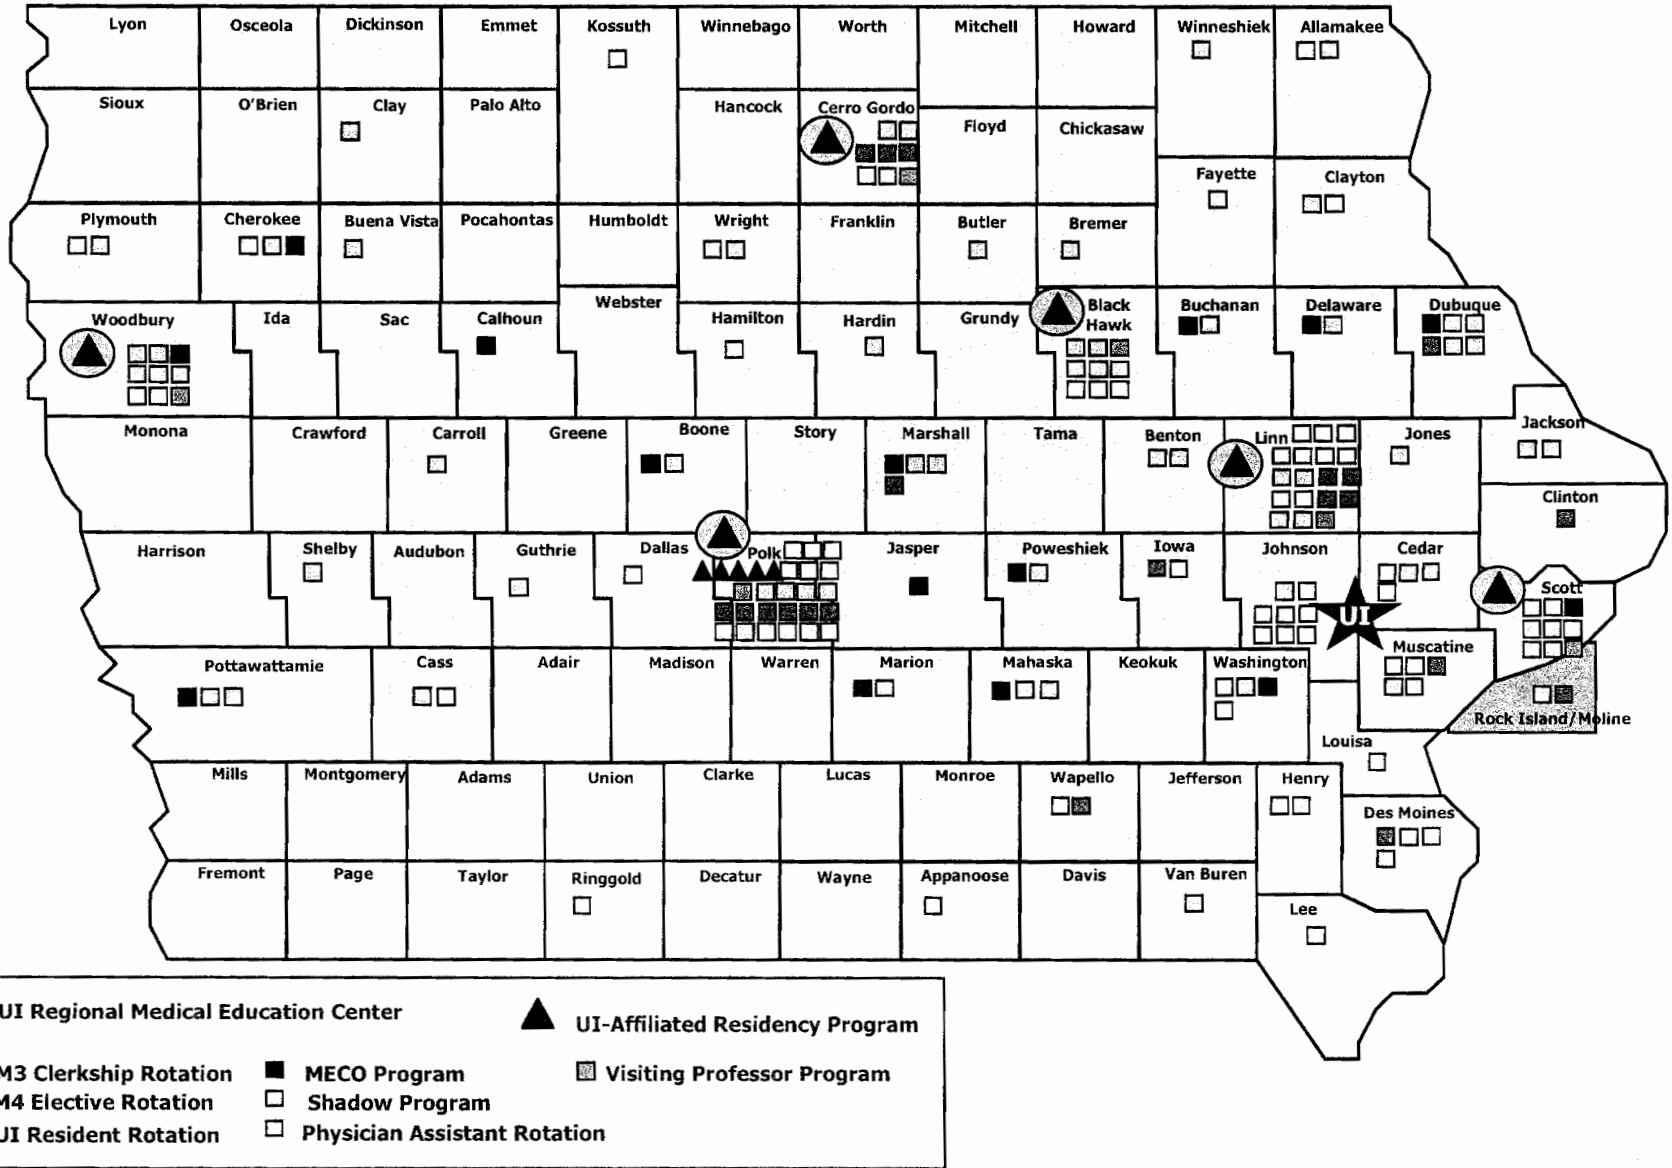 Lyon Osceola Dickinson Emmet Kossuth Winnebago Worth Mitchell Howard Winneshiek Allamakee
Sioux O'Brien Clay Palo Alto Hancock Cerro Gordo Floyd Chickasaw
Fayette Clayton
Plymouth Cherokee Buena Vista Pocahontas Humboldt Wright Franklin Butler Bremer
Woodbury Ida Sac Calhoun Webster Hamilton Hardin Grundy Black Buchanan Delaware Dubuque
Hawk
Monona Crawford Carroll Greene Boone Story Marshall Tama Benton Linn Jones Jackson
Clinton
Harrison Shelby Audubon Guthrie Dallas Polk Jasper Poweshiek Iowa Johnson Cedar
UI Scott
Pottawattamie Cass Adair Madison Warren Marion Mahaska Keokuk Washington Muscatine
Rock Island/Moline
Louisa
Mills Montgomery Adams Union Clarke Lucas Monroe Wapello Jefferson Henry
Des Moines
Fremont Page Taylor Ringgold Decatur Wayne Appanoose Davis Van Buren
Lee
UI Regional Medical Education Center UI-Affiliated Residency Program
M3 Clerkship Rotation MECO Program Visiting Professor Program
M4 Elective Rotation Shadow Program
UI Resident Rotation Physician Assistant Rotation